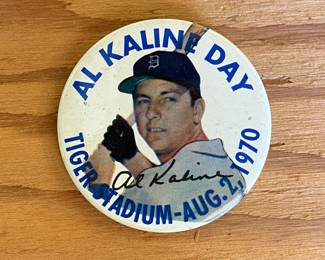 AL KALINE DAY
D
Al Kaline
TIGER STADIUM-AUG. 2, 1970